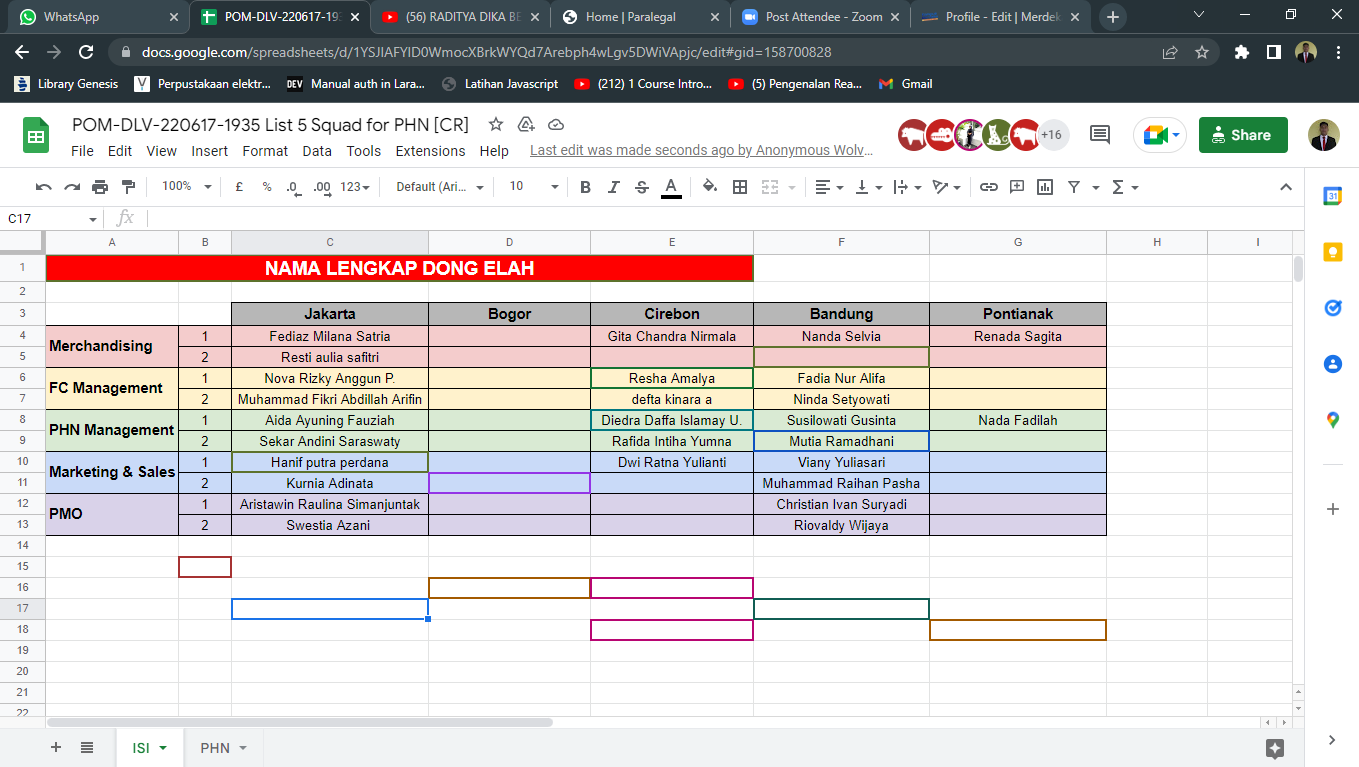 WhatsApp
POM-DLV-220617-193
(56) RADITYA DIKA BE
Home | Paralegal
Post Attendee - Zoom
Profile - Edit | Merdek
docs.google.com/spreadsheets/d/1YSJIAFYID0WmocXBrkWYQd7Arebph4wLgv5DWiVApjc/edit#gid=158700828
Library Genesis
Perpustakaan elektr...
DEV Manual auth in Lara...
Latihan Javascript
(212) 1 Course Intro...
(5) Pengenalan Rea...
Gmail
POM-DLV-220617-1935 List 5 Squad for PHN [CR]
File Edit View Insert Format Data Tools Extensions Help Last edit was made seconds ago by Anonymous Wolv...
+16
Share
100% £ % .0 .00 123 Default (Ari... 10 B I S A
C17 fx
A B C D E F G H I
1 NAMA LENGKAP DONG ELAH
2
3 Jakarta Bogor Cirebon Bandung Pontianak
4 Merchandising 1 Fediaz Milana Satria Gita Chandra Nirmala Nanda Selvia Renada Sagita
5 2 Resti aulia safitri
6 FC Management 1 Nova Rizky Anggun P. Resha Amalya Fadia Nur Alifa
7 2 Muhammad Fikri Abdillah Arifin defta kinara a Ninda Setyowati
8 PHN Management 1 Aida Ayuning Fauziah Diedra Daffa Islamay U. Susilowati Gusinta Nada Fadilah
9 2 Sekar Andini Saraswaty Rafida Intiha Yumna Mutia Ramadhani
10 Marketing & Sales 1 Hanif putra perdana Dwi Ratna Yulianti Viany Yuliasari
11 2 Kurnia Adinata Muhammad Raihan Pasha
12 PMO 1 Aristawin Raulina Simanjuntak Christian Ivan Suryadi
13 2 Swestia Azani Riovaldy Wijaya
14
15
16
17
18
19
20
21
22
ISI PHN
31